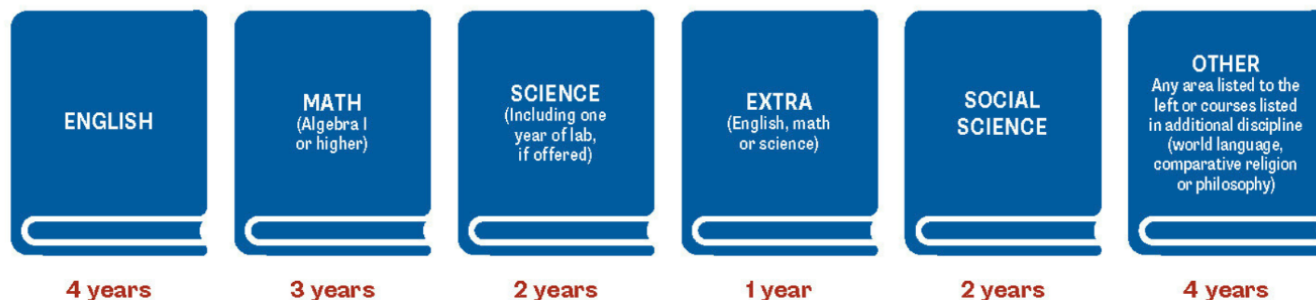 ENGLISH
MATH
(Algebra I
or higher)
SCIENCE
(Including one
year of lab,
if offered)
EXTRA
(English, math
or science)
SOCIAL
SCIENCE
OTHER
Any area listed to the
left or courses listed
in additional discipline
(world language,
comparative religion
or philosophy)
4 years
3 years
2 years
1 year
2 years
4 years